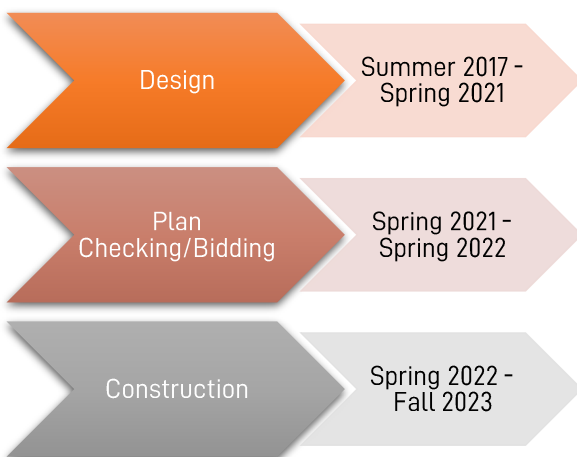 Design
Summer 2017 -
Spring 2021
Plan
Checking/Bidding
Spring 2021 -
Spring 2022
Construction
Spring 2022 -
Fall 2023